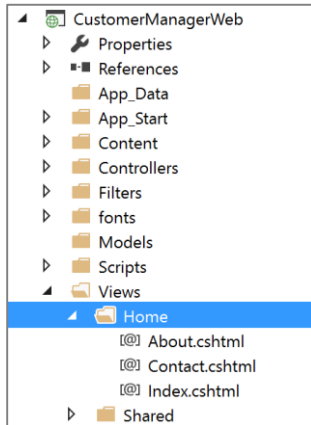 CustomerManagerWeb
Properties
References
App_Data
App_Start
Content
Controllers
Filters
fonts
Models
Scripts
Views
Home
[@] About.cshtml
[@] Contact.cshtml
[@] Index.cshtml
Shared